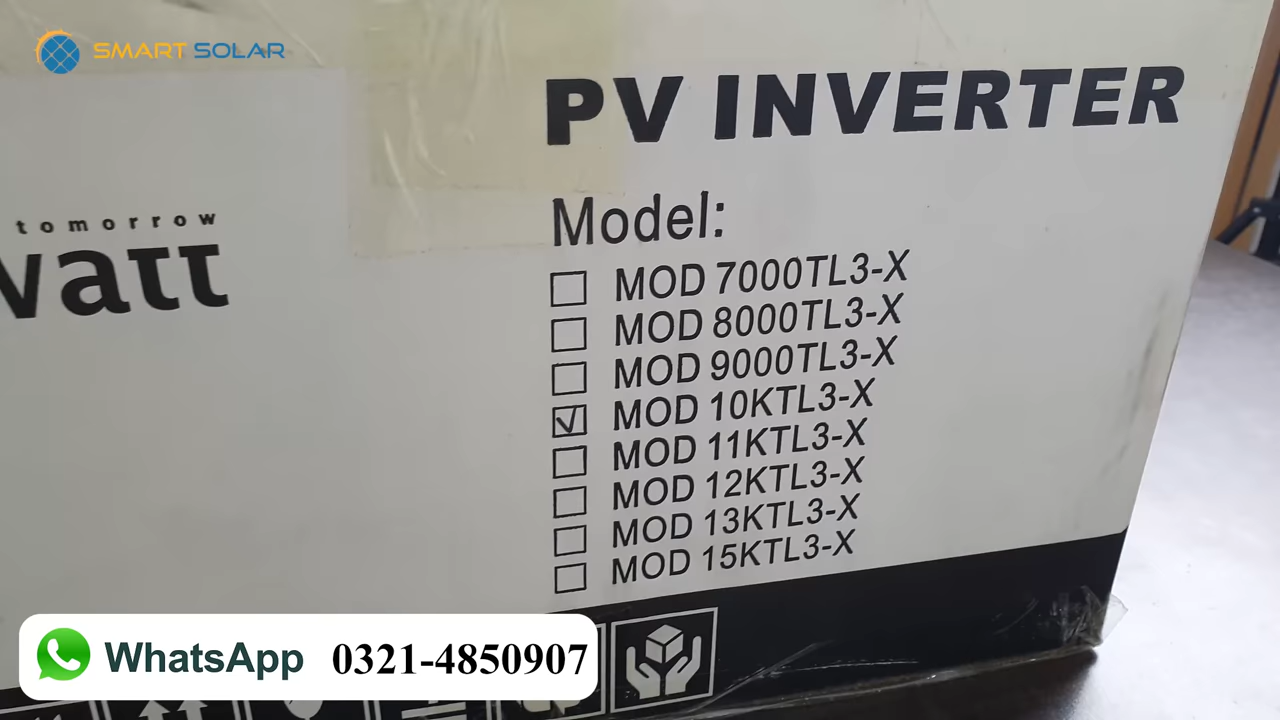 SMART SOLAR
PV INVERTER
tomorrow
watt
Model:
MOD 7000TL3-X
MOD 8000TL3-X
MOD 9000TL3-X
MOD 10KTL3-X
MOD 11KTL3-X
MOD 12KTL3-X
MOD 13KTL3-X
MOD 15KTL3-X
WhatsApp 0321-4850907